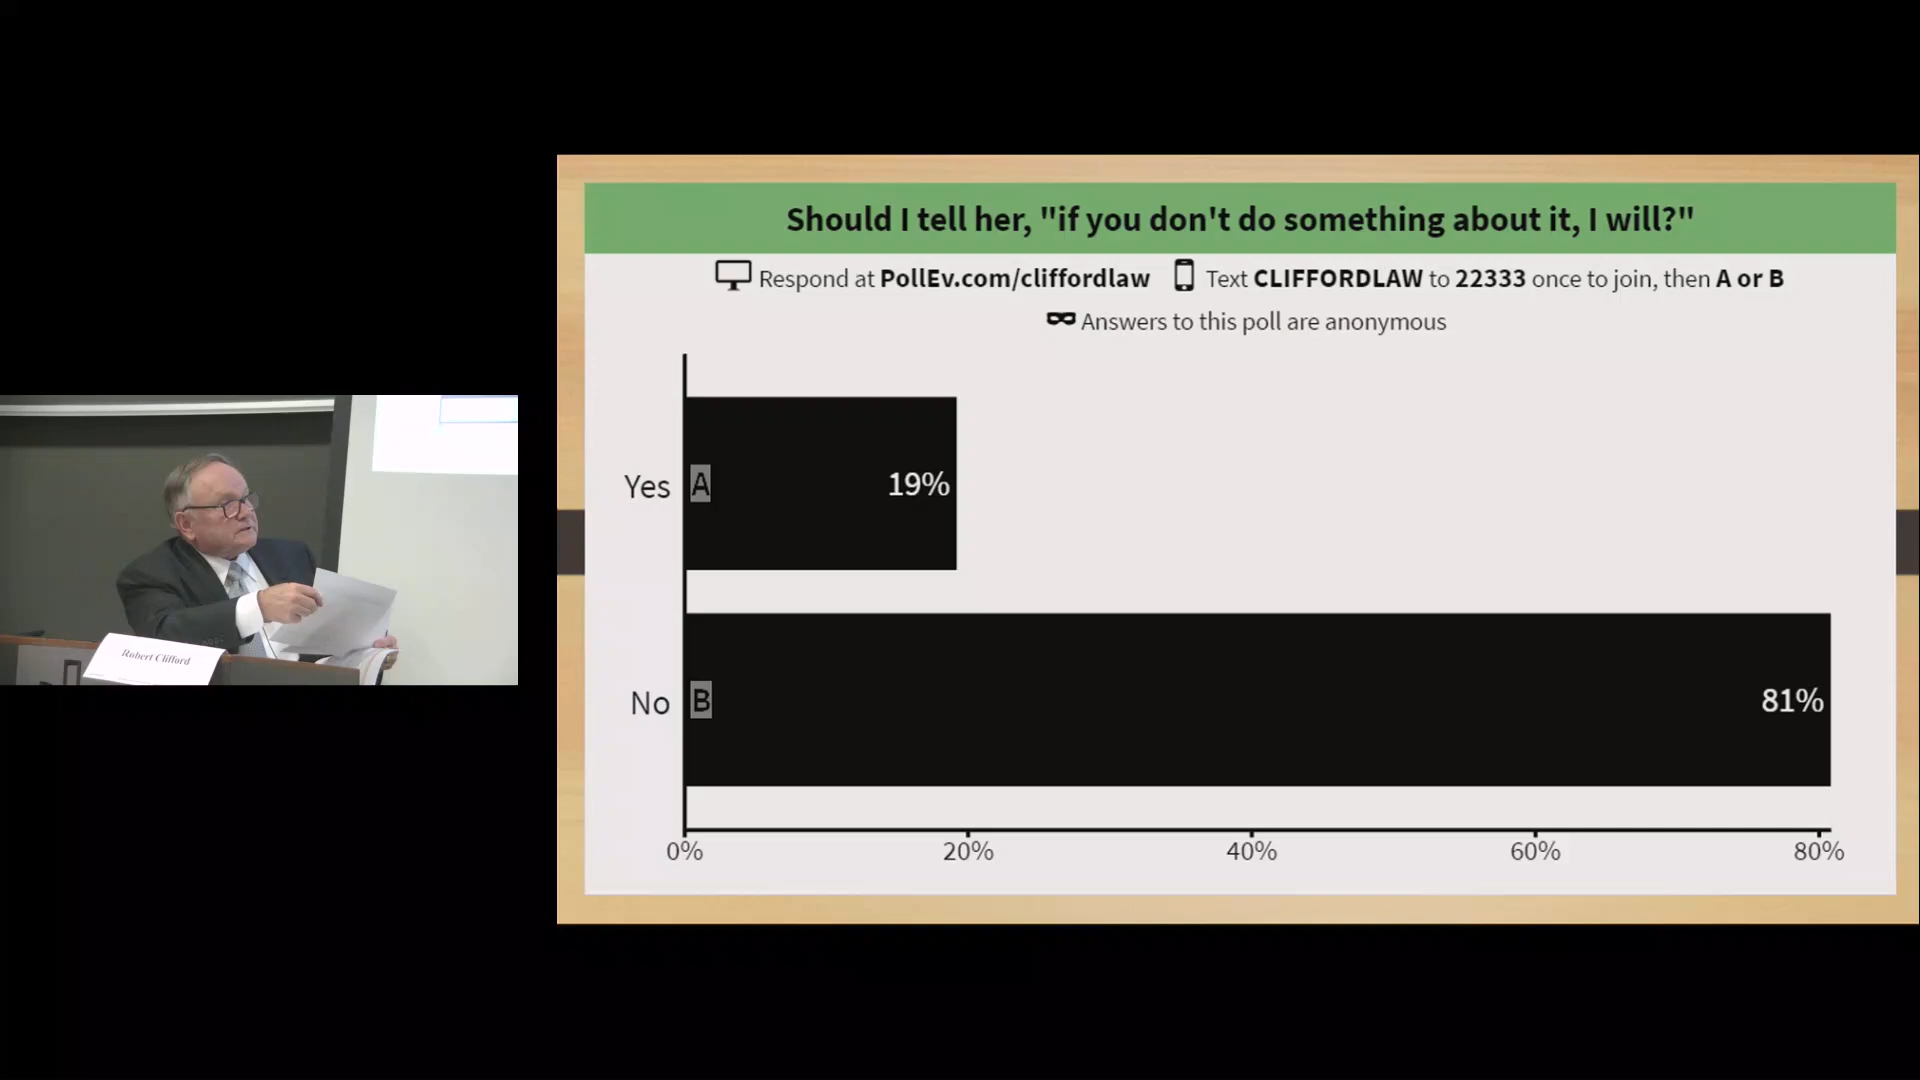 Should I tell her, "if you don't do something about it, I will?"
Respond at PollEv.com/cliffordlaw Text CLIFFORDLAW to 22333 once to join, then A or B
Answers to this poll are anonymous
Yes A 19%
No B 81%
0% 20% 40% 60% 80%
Robert Clifford